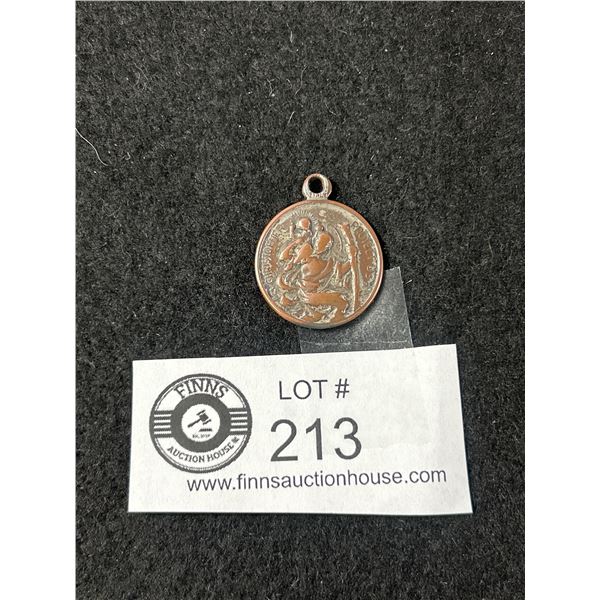 FINNS
AUCTION HOUSE
LOT #
213
www.finnsauctionhouse.com